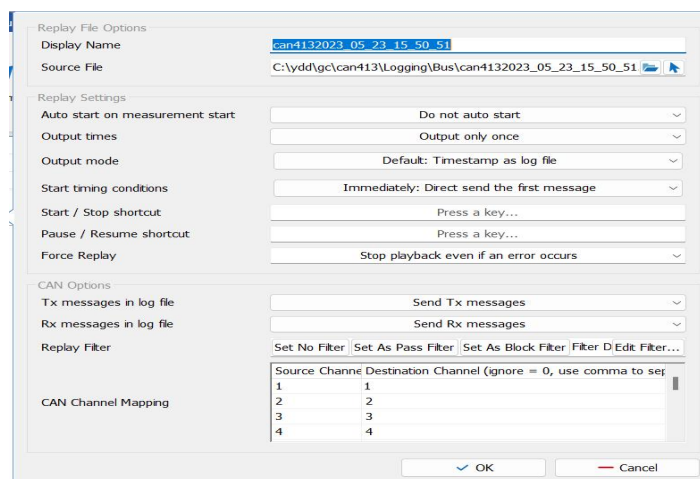 Replay File Options
Display Name can4132023_05_23_15_50_51
Source File C:\ydd\gc\can413\Logging\Bus\can4132023_05_23_15_50_51
Replay Settings
Auto start on measurement start Do not auto start
Output times Output only once
Output mode Default: Timestamp as log file
Start timing conditions Immediately: Direct send the first message
Start / Stop shortcut Press a key...
Pause / Resume shortcut Press a key...
Force Replay Stop playback even if an error occurs
CAN Options
Tx messages in log file Send Tx messages
Rx messages in log file Send Rx messages
Replay Filter Set No Filter Set As Pass Filter Set As Block Filter Filter D Edit Filter...
Source Channe Destination Channel (ignore = 0, use comma to sep
1 1
2 2
CAN Channel Mapping
3 3
4 4
OK Cancel